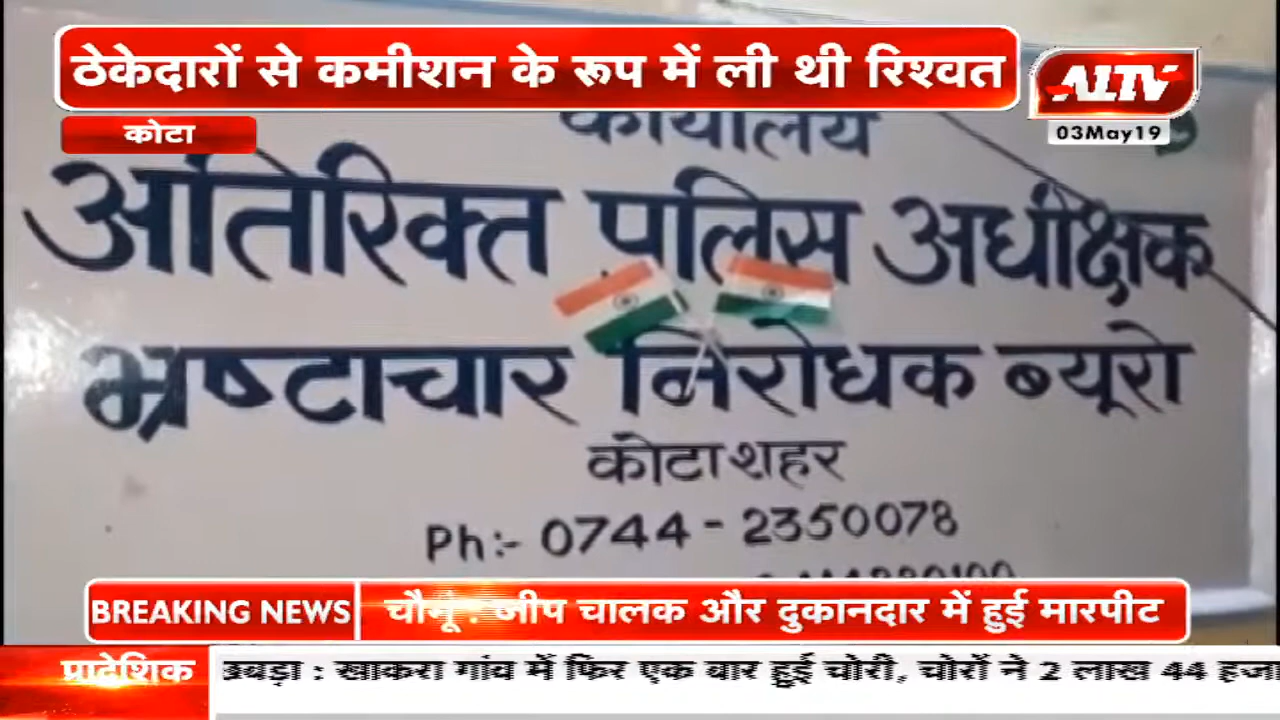 ठेकेदारों से कमीशन के रूप में ली थी रिश्वत
ALTV
03May19
कोटा
कार्यालय
अतिरिक्त पुलिस अधीक्षक
भ्रष्टाचार निरोधक ब्यूरो
कोटा शहर
Ph:- 0744 - 2350078
BREAKING NEWS
चौमूं : जीप चालक और दुकानदार में हुई मारपीट
प्रादेशिक
: खाकरा गांव में फिर एक बार हुई चोरी, चोरों ने 2 लाख 44